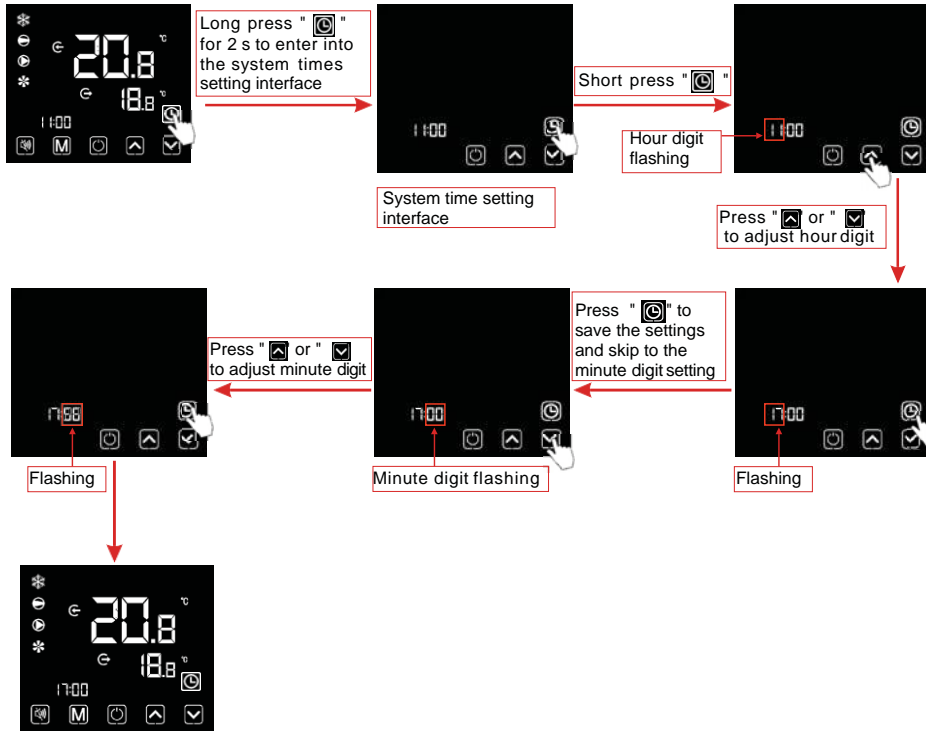 20.8 ℃
18.8 ℃
11:00
M
Long press " "
for 2 s to enter into
the system times
setting interface
11:00
System time setting
interface
Short press " "
Hour digit
flashing
11:00
Press " " or "
to adjust hour digit
17:00
Flashing
Press " " to
save the settings
and skip to the
minute digit setting
17:00
Minute digit flashing
Press " " or "
to adjust minute digit
17:56
Flashing
20.8 ℃
18.8 ℃
17:00
M